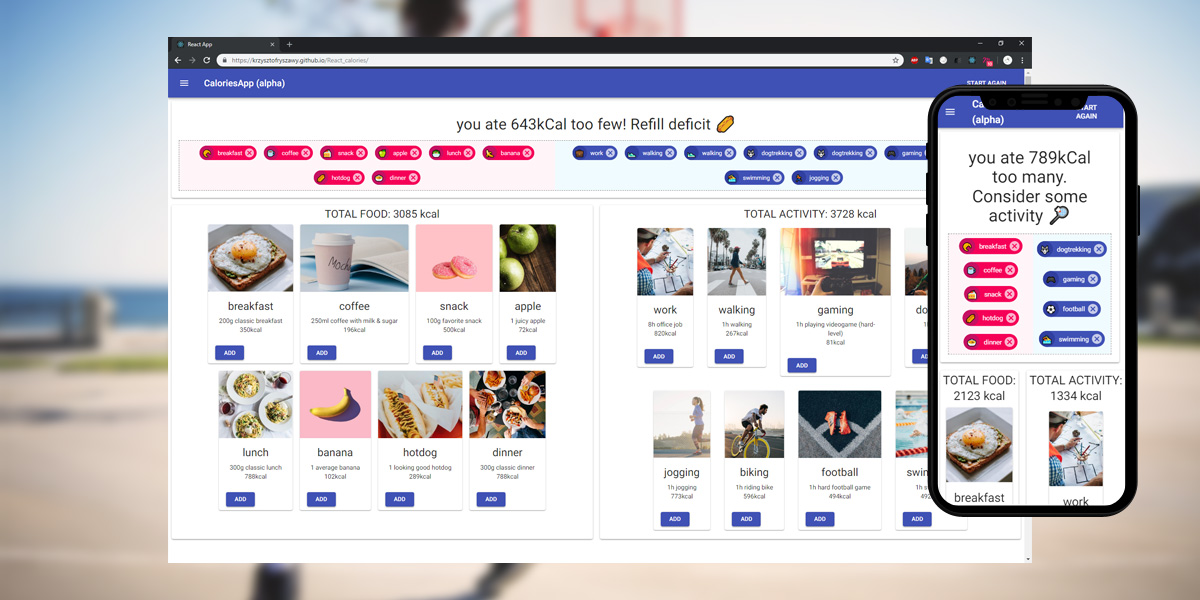 React App
https://krzysztofryszawy.github.io/React_calories/
CaloriesApp (alpha)
START AGAIN
you ate 643kCal too few! Refill deficit
breakfast coffee snack apple lunch banana
hotdog dinner
work walking walking dogtrekking dogtrekking gaming
swimming jogging
TOTAL FOOD: 3085 kcal
breakfast
200g classic breakfast
350kcal
ADD
coffee
250ml coffee with milk & sugar
196kcal
ADD
snack
100g favorite snack
500kcal
ADD
apple
1 juicy apple
72kcal
ADD
lunch
300g classic lunch
788kcal
ADD
banana
1 average banana
102kcal
ADD
hotdog
1 looking good hotdog
289kcal
ADD
dinner
300g classic dinner
788kcal
ADD
TOTAL ACTIVITY: 3728 kcal
work
8h office job
820kcal
ADD
walking
1h walking
267kcal
ADD
gaming
1h playing videogame (hard-
level)
81kcal
ADD
do
1h
AD
jogging
1h jogging
773kcal
ADD
biking
1h riding bike
596kcal
ADD
football
1h hard football game
494kcal
ADD
swim
1h s
ADD
Ca
(alpha)
START
AGAIN
you ate 789kCal
too many.
Consider some
activity
breakfast
coffee
snack
hotdog
dinner
dogtrekking
gaming
football
swimming
TOTAL FOOD:
2123 kcal
breakfast
TOTAL ACTIVITY:
1334 kcal
work